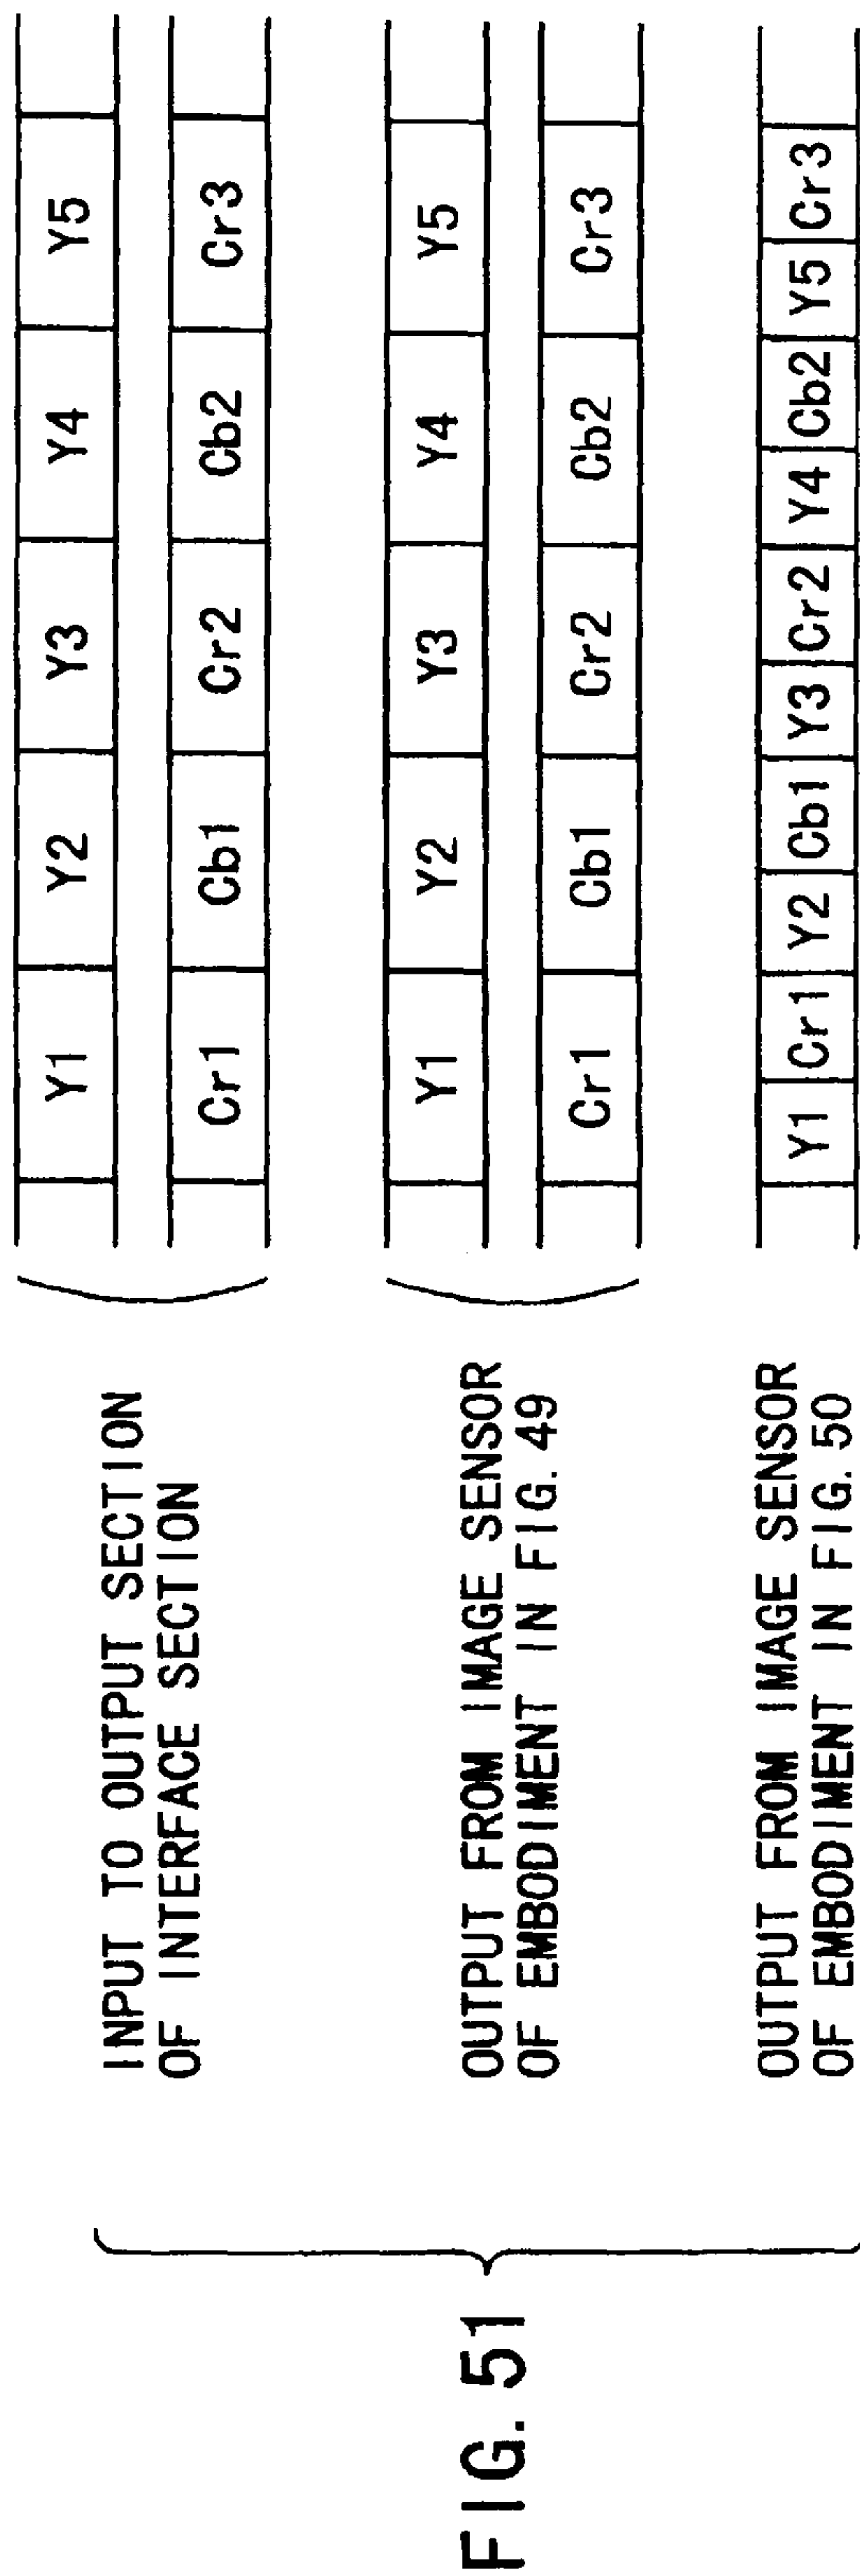 FIG. 51
INPUT TO OUTPUT SECTION
OF INTERFACE SECTION
Y1 Y2 Y3 Y4 Y5
Cr1 Cb1 Cr2 Cb2 Cr3
OUTPUT FROM IMAGE SENSOR
OF EMBODIMENT IN FIG. 49
Y1 Y2 Y3 Y4 Y5
Cr1 Cb1 Cr2 Cb2 Cr3
OUTPUT FROM IMAGE SENSOR
OF EMBODIMENT IN FIG. 50
Y1 Cr1 Y2 Cb1 Y3 Cr2 Y4 Cb2 Y5 Cr3